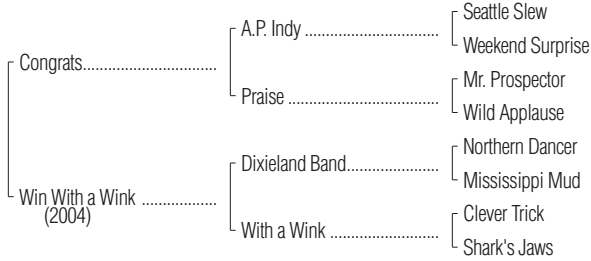 Seattle Slew
A.P. Indy ..............................
Weekend Surprise
Congrats..............................
Mr. Prospector
Praise ..................................
Wild Applause
Northern Dancer
Dixieland Band.....................
Mississippi Mud
Win With a Wink .................
(2004)
Clever Trick
With a Wink ........................
Shark's Jaws